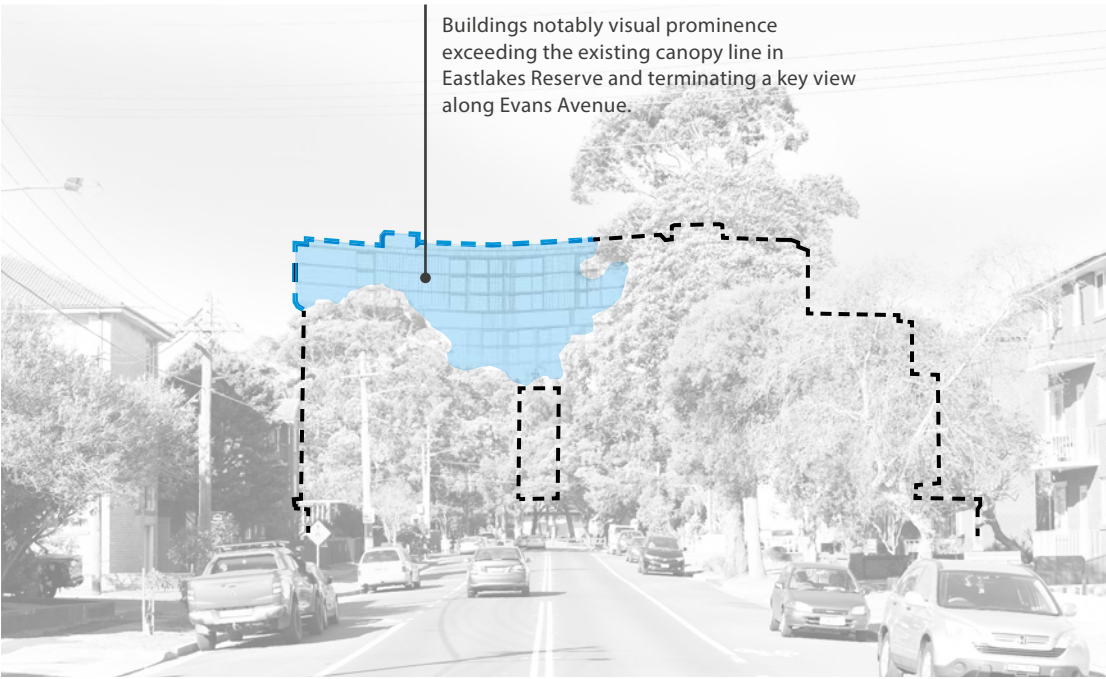 Buildings notably visual prominence
exceeding the existing canopy line in
Eastlakes Reserve and terminating a key view
along Evans Avenue.